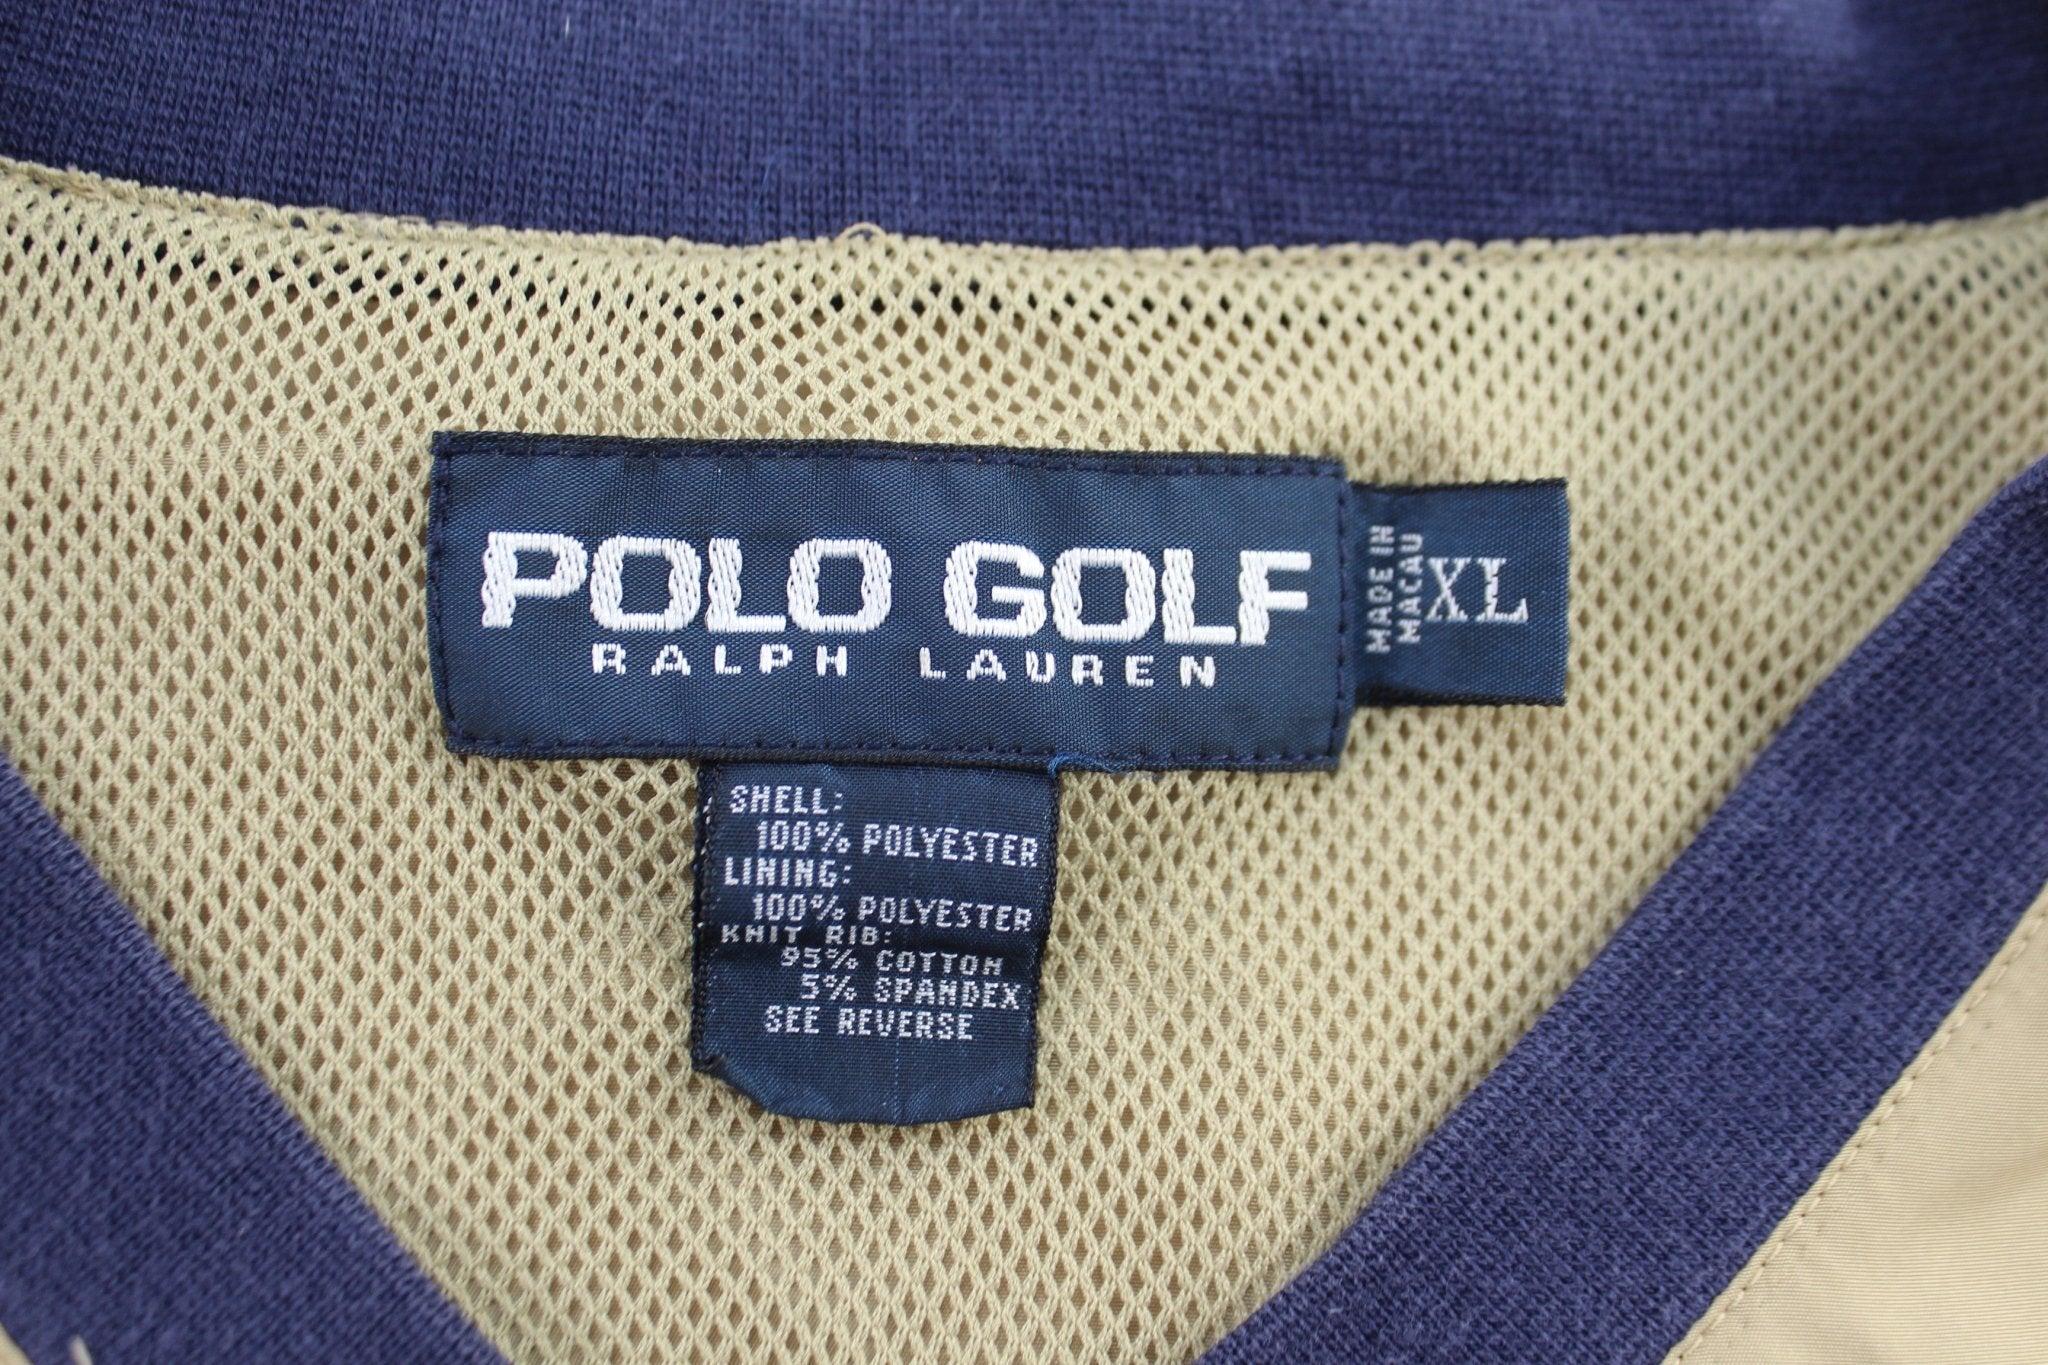 POLO GOLF
RALPH LAUREN
MADE IN
MACAU
XL
SHELL:
100% POLYESTER
LINING:
100% POLYESTER
KNIT RIB:
95% COTTON
5% SPANDEX
SEE REVERSE